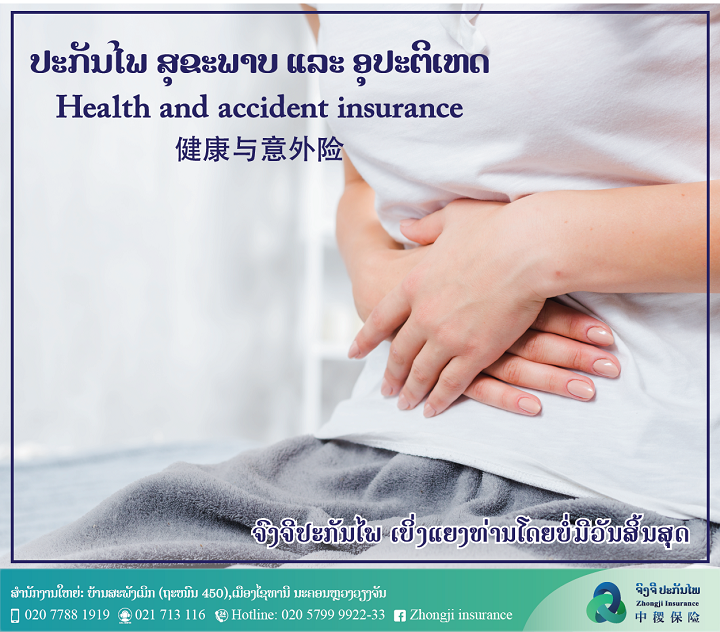 ປະກັນໄພ ສຸຂະພາບ ແລະ ອຸປະຕິເຫດ
Health and accident insurance
健康与意外险
ຈົງຈີປະກັນໄພ ເບິ່ງແຍງທ່ານໂດຍບໍ່ມີວັນສິ້ນສຸດ
ສຳນັກງານໃຫຍ່: ບ້ານສະພັງເມິກ (ຖະໜົນ 450),ເມືອງໄຊທານີ ນະຄອນຫຼວງວຽງຈັນ
020 7788 1919 021 713 116 Hotline: 020 5799 9922-33 Zhongji insurance
ຈົງຈີ ປະກັນໄພ
Zhongji Insurance
中稷保险